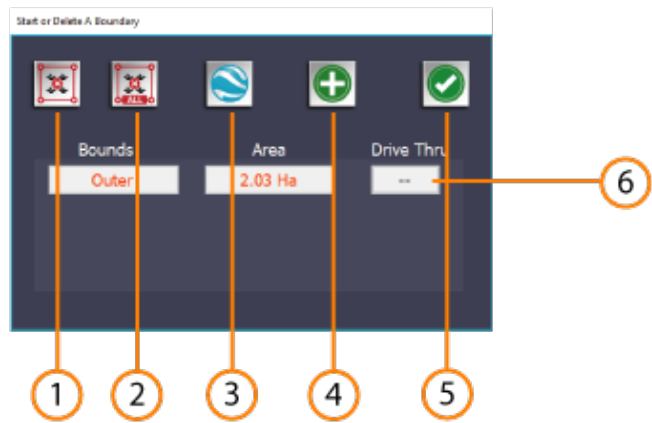 Start or Delete A Boundary
ALL
Bounds Area Drive Thru
Outer 2.03 Ha --
6
1 2 3 4 5